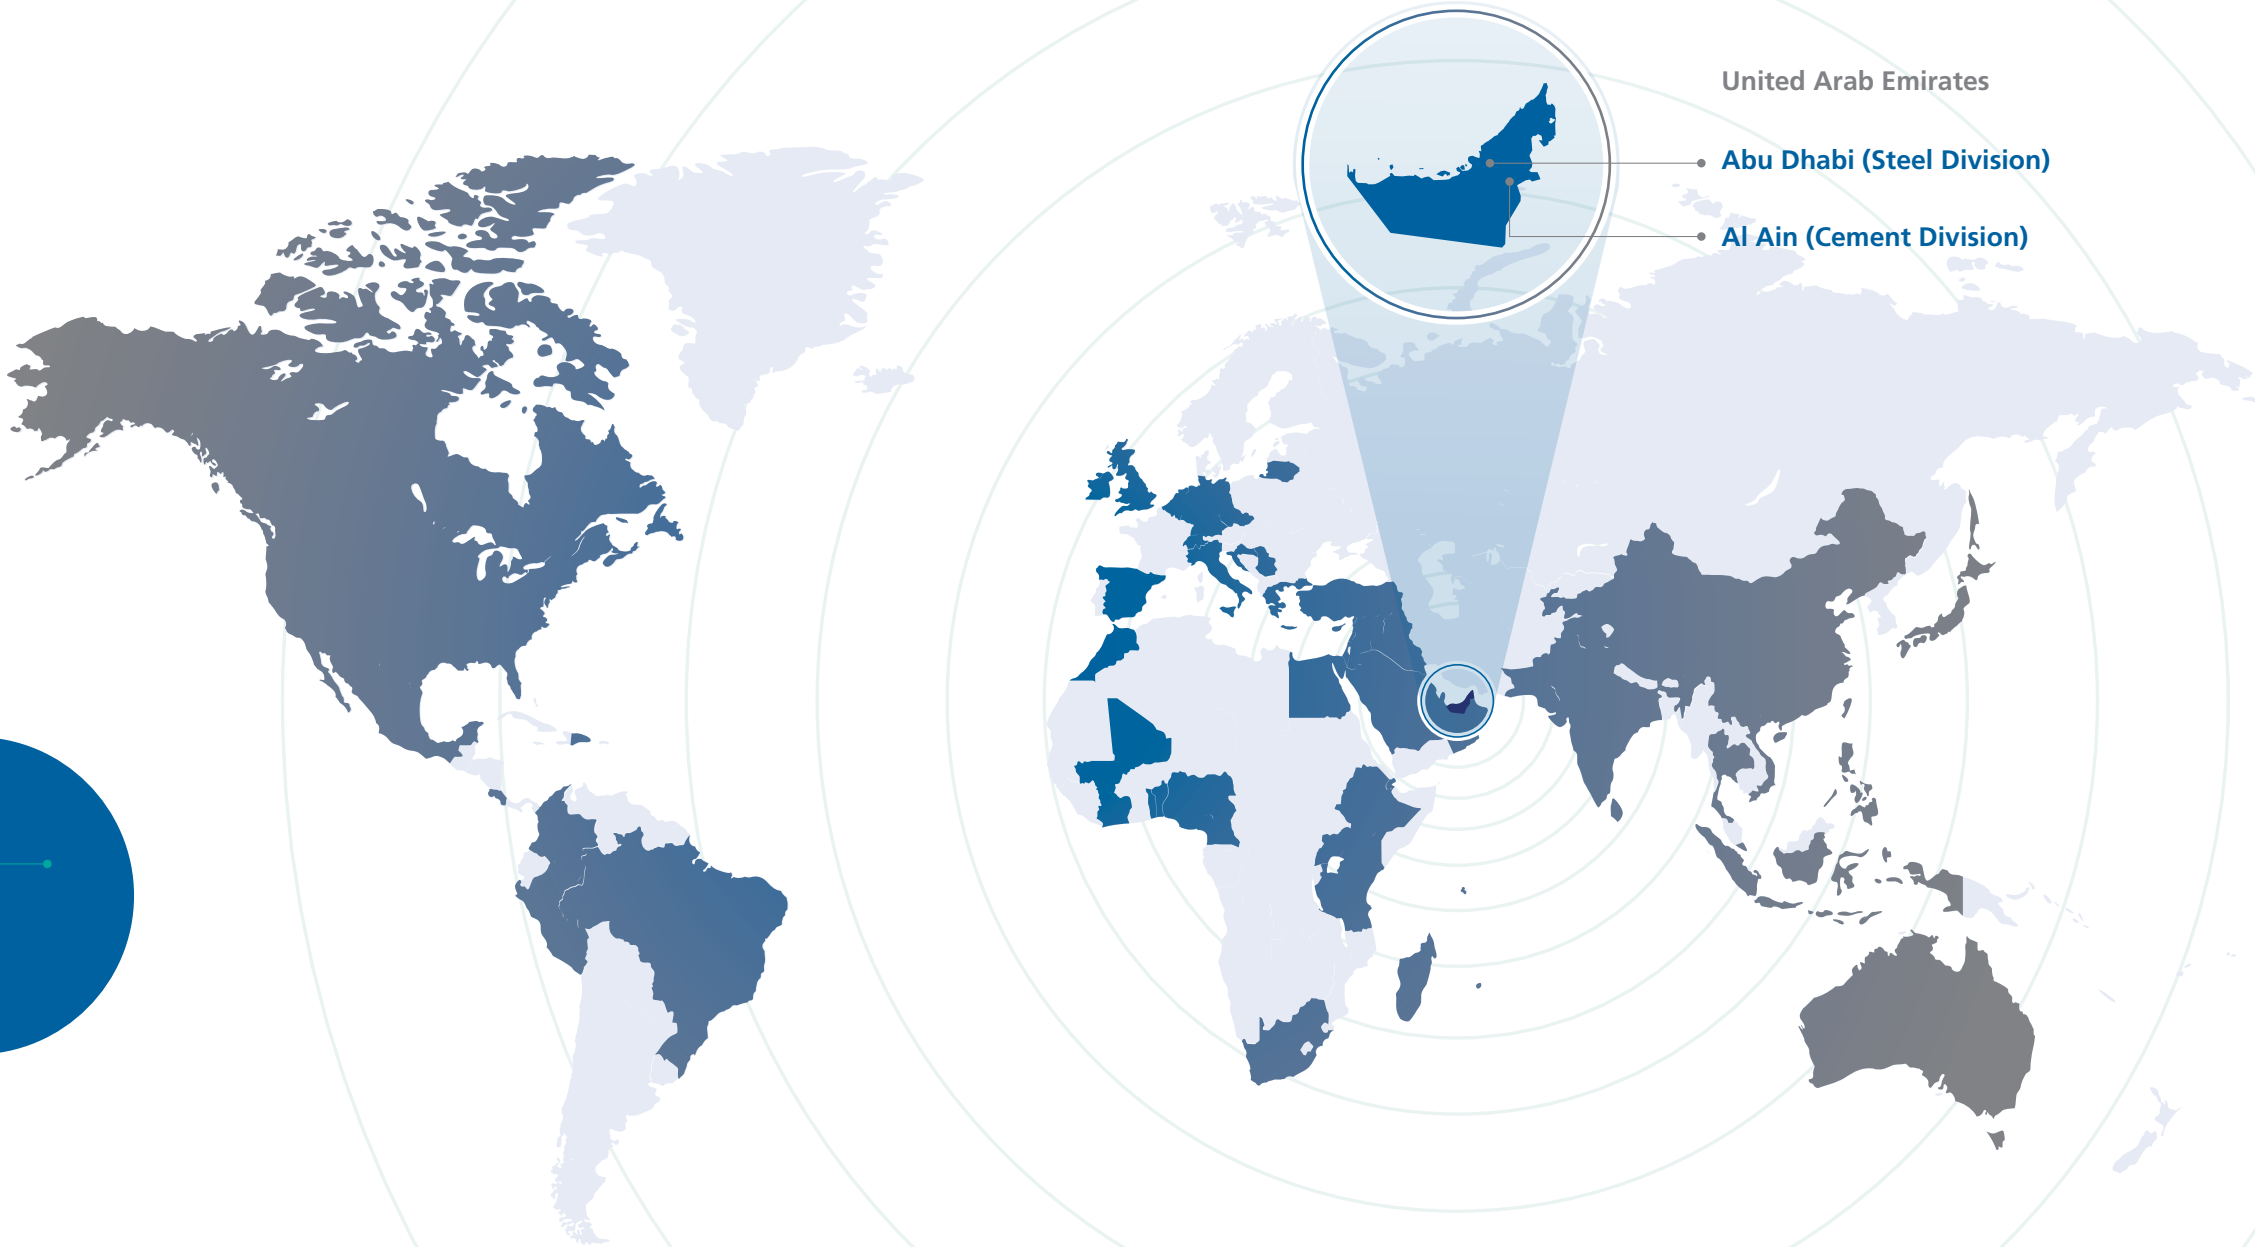 United Arab Emirates
Abu Dhabi (Steel Division)
Al Ain (Cement Division)